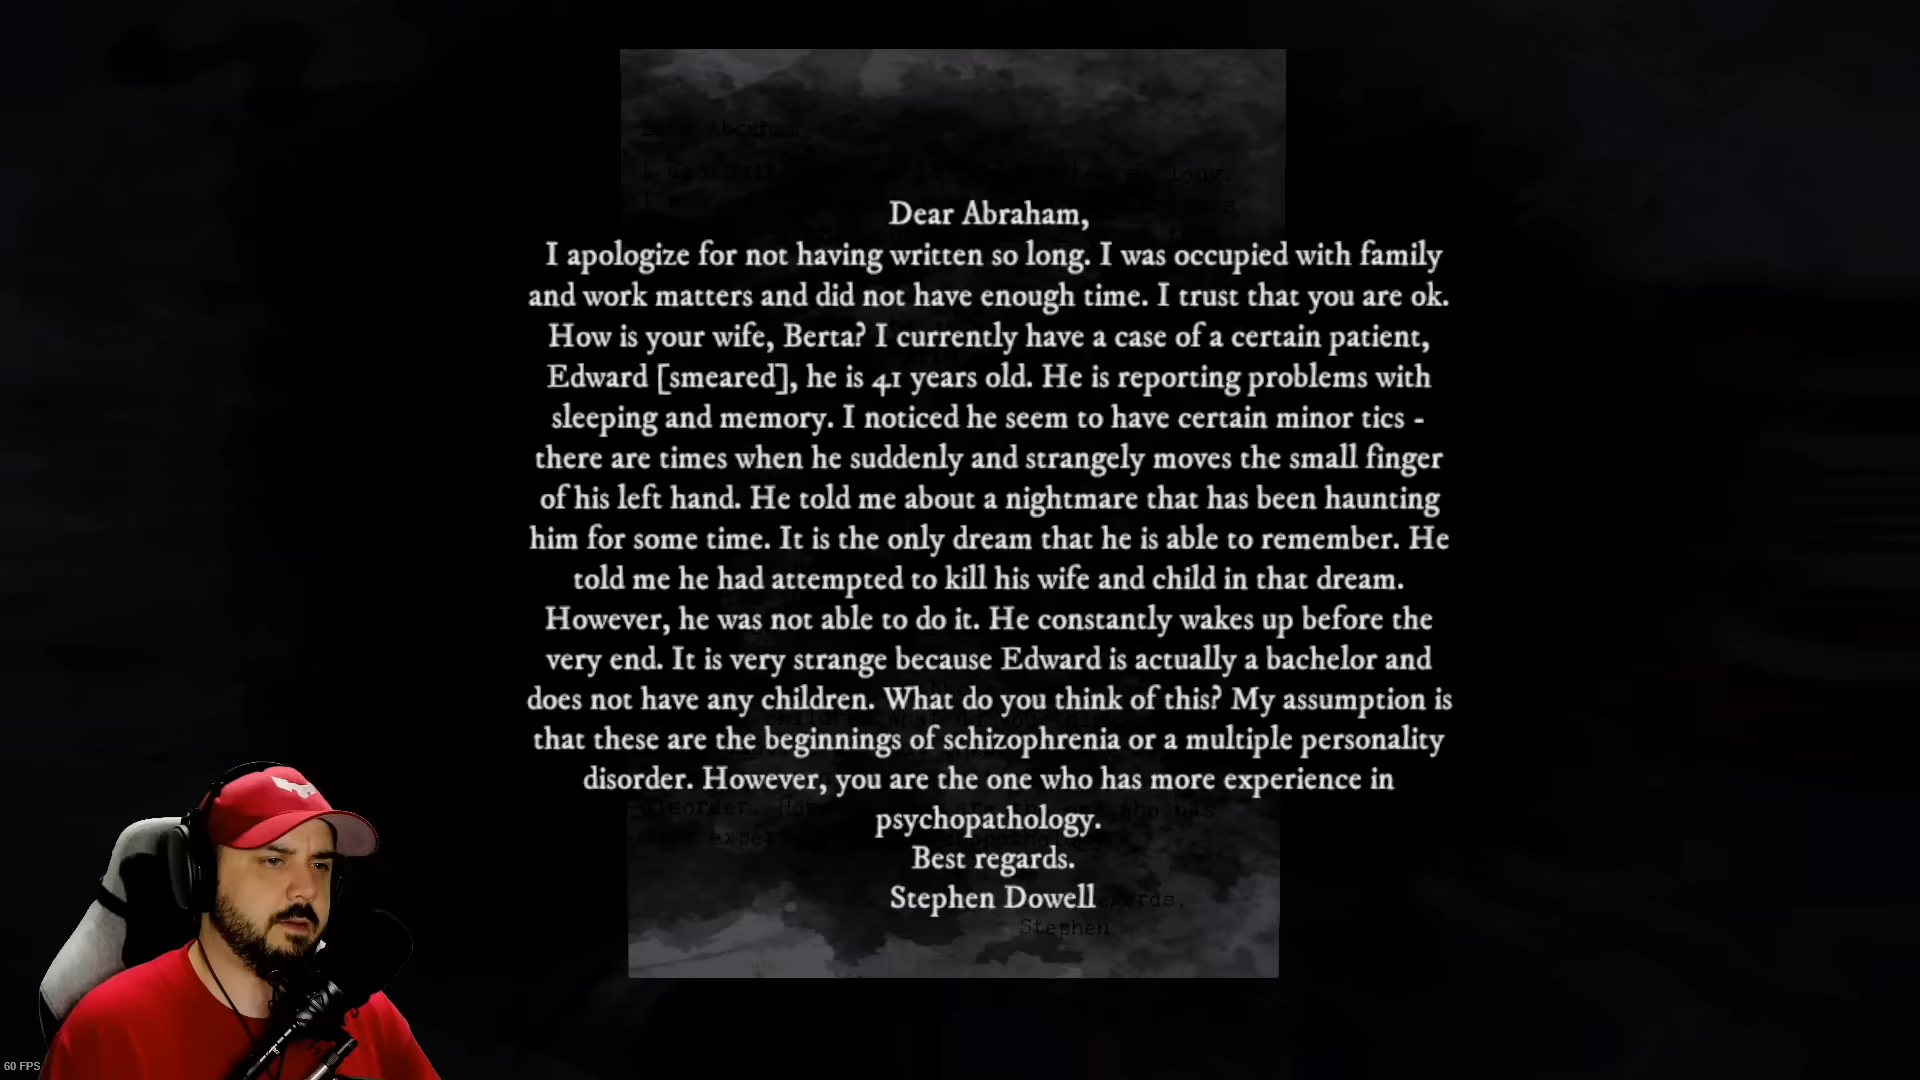 Dear Abraham,
I apologize for not having written so long. I was occupied with family
and work matters and did not have enough time. I trust that you are ok.
How is your wife, Berta? I currently have a case of a certain patient,
Edward [smeared], he is 41 years old. He is reporting problems with
sleeping and memory. I noticed he seem to have certain minor tics -
there are times when he suddenly and strangely moves the small finger
of his left hand. He told me about a nightmare that has been haunting
him for some time. It is the only dream that he is able to remember. He
told me he had attempted to kill his wife and child in that dream.
However, he was not able to do it. He constantly wakes up before the
very end. It is very strange because Edward is actually a bachelor and
does not have any children. What do you think of this? My assumption is
that these are the beginnings of schizophrenia or a multiple personality
disorder. However, you are the one who has more experience in
psychopathology.
Best regards.
Stephen Dowell
Stephen
60 FPS